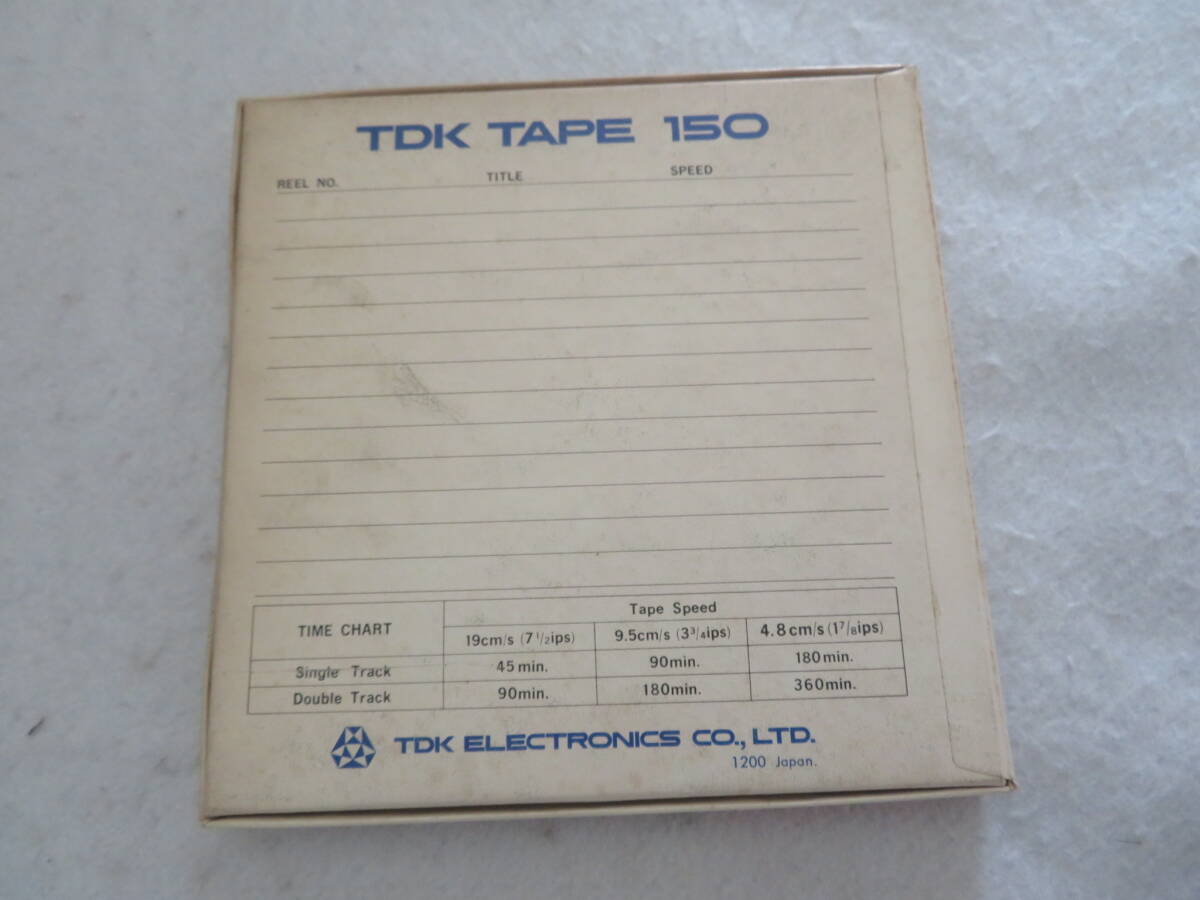 TDK TAPE 150
REEL NO. TITLE SPEED
TIME CHART
Tape Speed
19cm/s (7 1/2ips) 9.5cm/s (3 3/4ips) 4.8cm/s (1 7/8ips)
Single Track 45min. 90min. 180min.
Double Track 90min. 180min. 360min.
TDK ELECTRONICS CO., LTD.
1200 Japan.